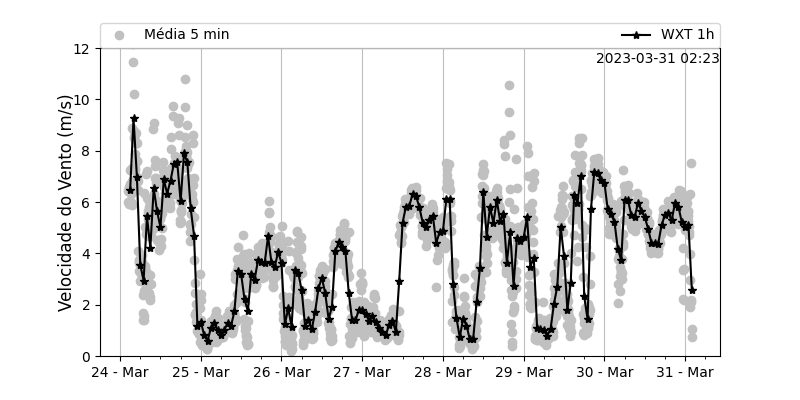 Média 5 min WXT 1h
2023-03-31 02:23
Velocidade do Vento (m/s)
12
10
8
6
4
2
0
24 - Mar 25 - Mar 26 - Mar 27 - Mar 28 - Mar 29 - Mar 30 - Mar 31 - Mar